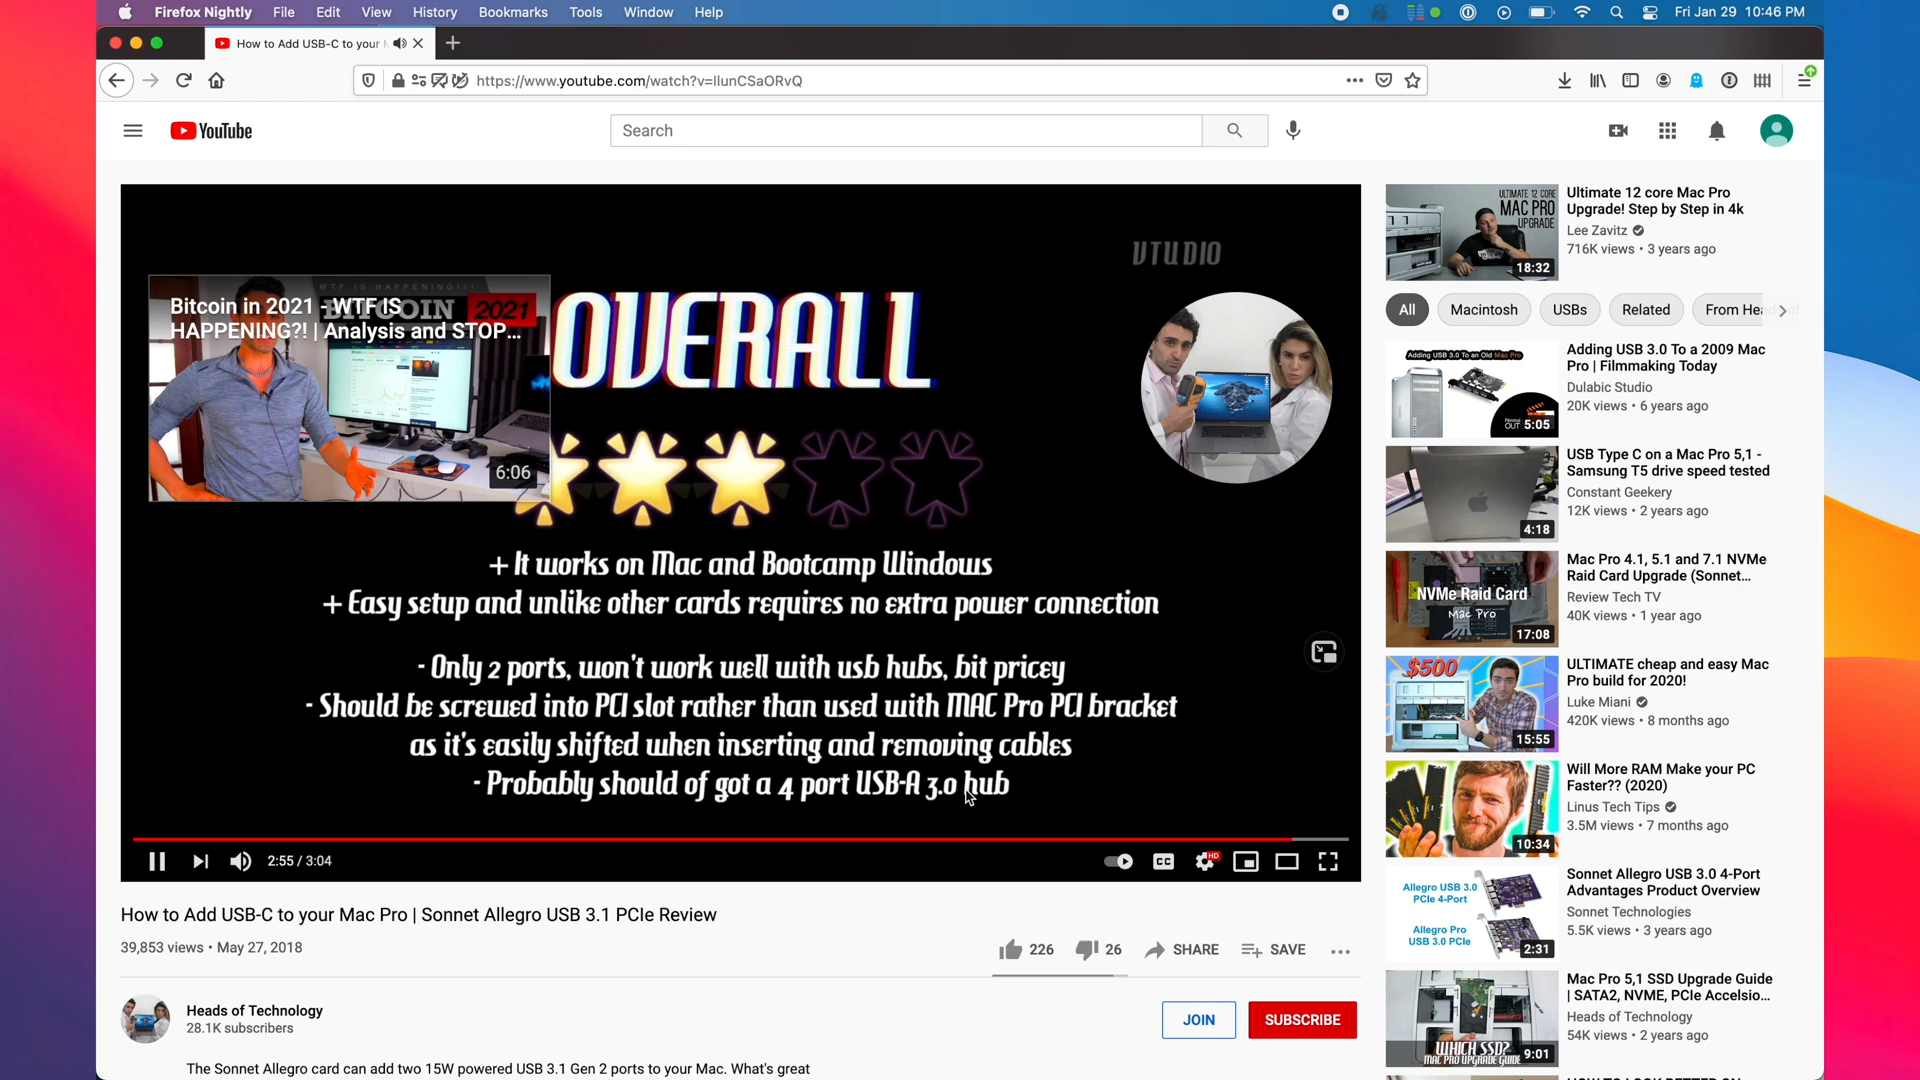 Firefox Nightly File Edit View History Bookmarks Tools Window Help
Fri Jan 29 10:46 PM
How to Add USB-C to your
https://www.youtube.com/watch?v=IlunCSaORvQ
YouTube
Search
VTUDIO
Bitcoin in 2021 - WTF IS
HAPPENING?! | Analysis and STOP...
WTF IS HAPPENING?!
2021
6:06
OVERALL
+ It works on Mac and Bootcamp Windows
+ Easy setup and unlike other cards requires no extra power connection
- Only 2 ports, won't work well with usb hubs, bit pricey
- Should be screwed into PCI slot rather than used with MAC Pro PCI bracket
as it's easily shifted when inserting and removing cables
- Probably should of got a 4 port USB-A 3.0 hub
2:55 / 3:04
CC
HD
How to Add USB-C to your Mac Pro | Sonnet Allegro USB 3.1 PCIe Review
39,853 views • May 27, 2018
226 26 SHARE SAVE
Heads of Technology
28.1K subscribers
JOIN SUBSCRIBE
The Sonnet Allegro card can add two 15W powered USB 3.1 Gen 2 ports to your Mac. What's great
ULTIMATE 12 CORE
MAC PRO
UPGRADE
18:32
Ultimate 12 core Mac Pro
Upgrade! Step by Step in 4k
Lee Zavitz
716K views • 3 years ago
All Macintosh USBs Related From Hea
Adding USB 3.0 To an Old Mac Pro
5:05
Adding USB 3.0 To a 2009 Mac
Pro | Filmmaking Today
Dulabic Studio
20K views • 6 years ago
4:18
USB Type C on a Mac Pro 5,1 -
Samsung T5 drive speed tested
Constant Geekery
12K views • 2 years ago
NVMe Raid Card
Mac Pro
17:08
Mac Pro 4.1, 5.1 and 7.1 NVMe
Raid Card Upgrade (Sonnet...
Review Tech TV
40K views • 1 year ago
$500
15:55
ULTIMATE cheap and easy Mac
Pro build for 2020!
Luke Miani
420K views • 8 months ago
10:34
Will More RAM Make your PC
Faster?? (2020)
Linus Tech Tips
3.5M views • 7 months ago
Allegro USB 3.0
PCIe 4-Port
Allegro Pro
USB 3.0 PCIe
2:31
Sonnet Allegro USB 3.0 4-Port
Advantages Product Overview
Sonnet Technologies
5.5K views • 3 years ago
WHICH SSD?
MAC PRO UPGRADE GUIDE
9:01
Mac Pro 5,1 SSD Upgrade Guide
| SATA2, NVME, PCIe Accelsio...
Heads of Technology
54K views • 2 years ago